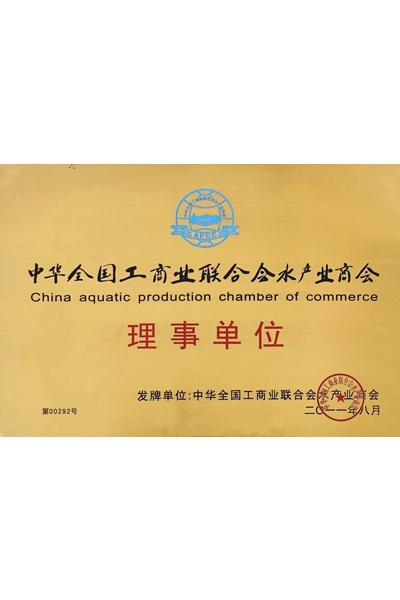 中华全国工商业联合会水产业商会
China aquatic production chamber of commerce
理事单位
发牌单位:中华全国工商业联合会水产业商会
第00292号
二〇一一年八月